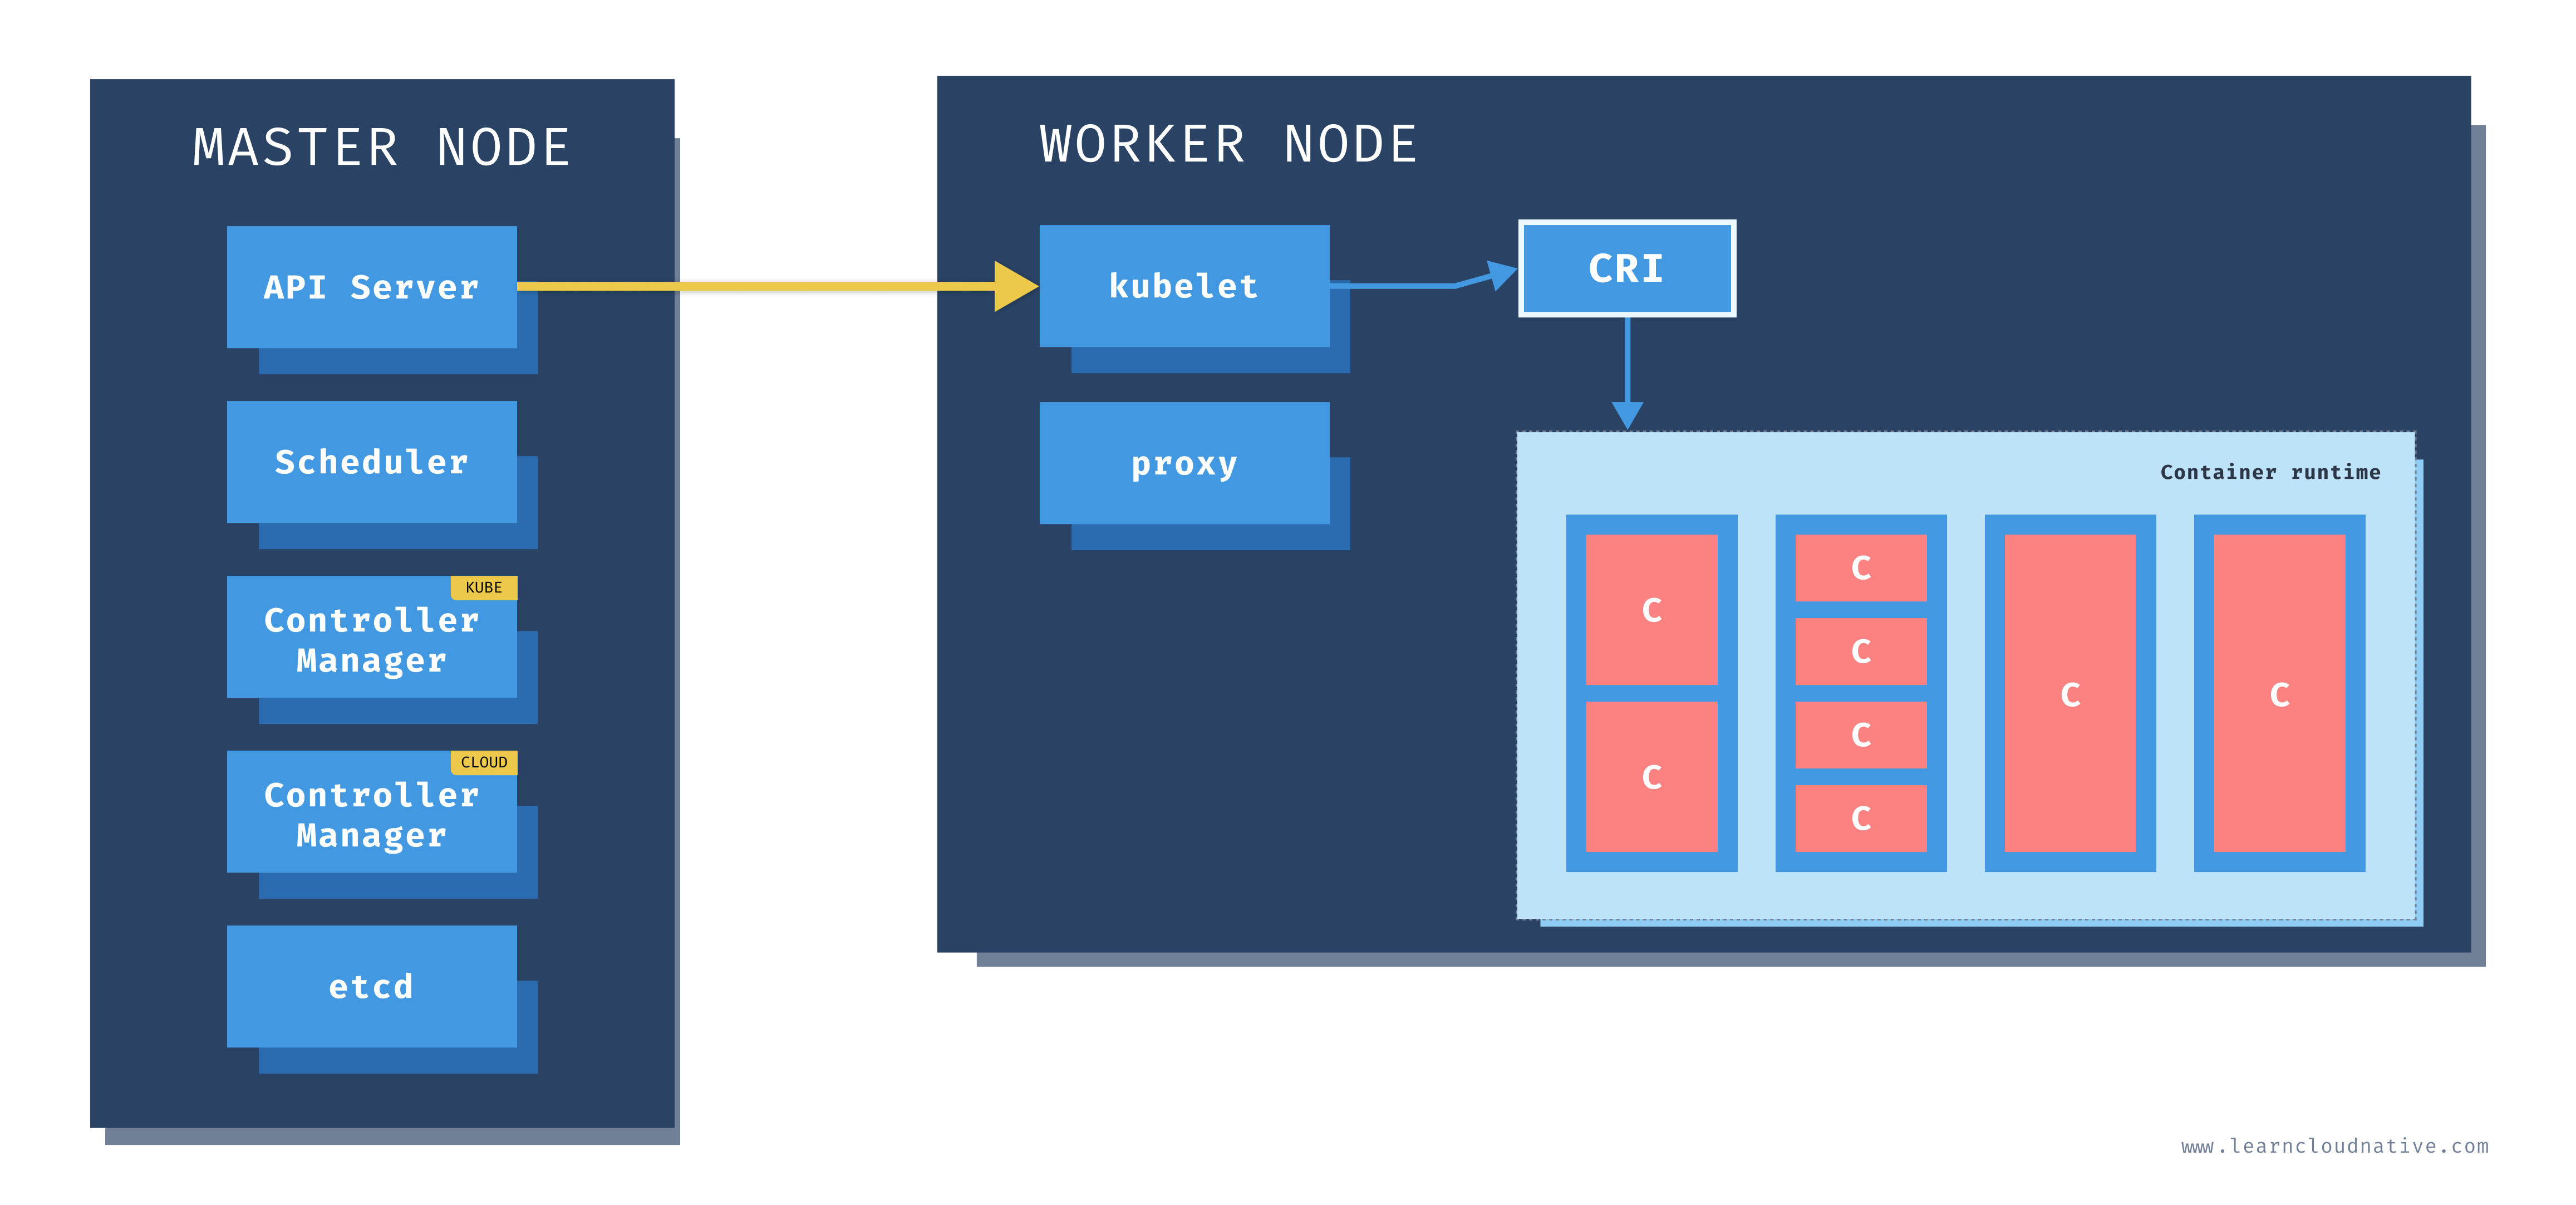 MASTER NODE
API Server
Scheduler
KUBE
Controller
Manager
CLOUD
Controller
Manager
etcd
WORKER NODE
kubelet
proxy
CRI
Container runtime
C
C
C
C
C
C
C
C
www.learncloudnative.com